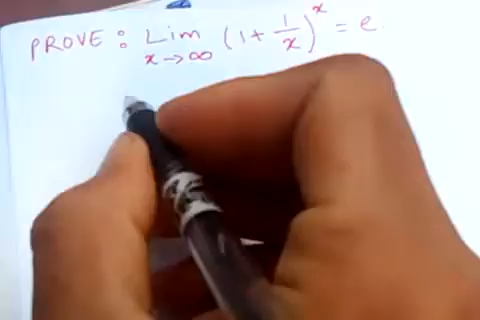 PROVE : Lim (1 + 1/x)^x = e
x → ∞